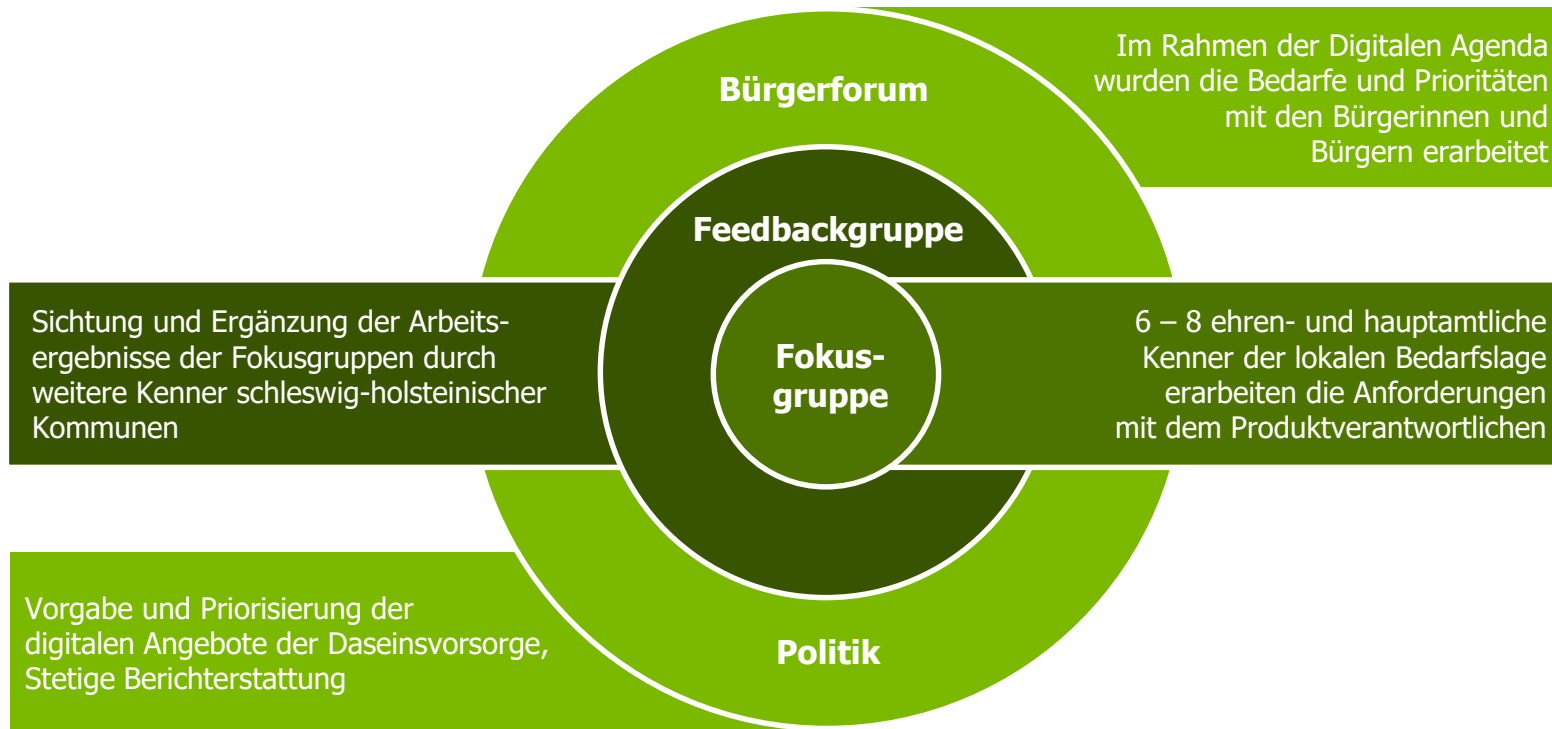 Bürgerforum
Im Rahmen der Digitalen Agenda
wurden die Bedarfe und Prioritäten
mit den Bürgerinnen und
Bürgern erarbeitet
Feedbackgruppe
Sichtung und Ergänzung der Arbeits-
ergebnisse der Fokusgruppen durch
weitere Kenner schleswig-holsteinischer
Kommunen
Fokus-
gruppe
6 – 8 ehren- und hauptamtliche
Kenner der lokalen Bedarfslage
erarbeiten die Anforderungen
mit dem Produktverantwortlichen
Vorgabe und Priorisierung der
digitalen Angebote der Daseinsvorsorge,
Stetige Berichterstattung
Politik